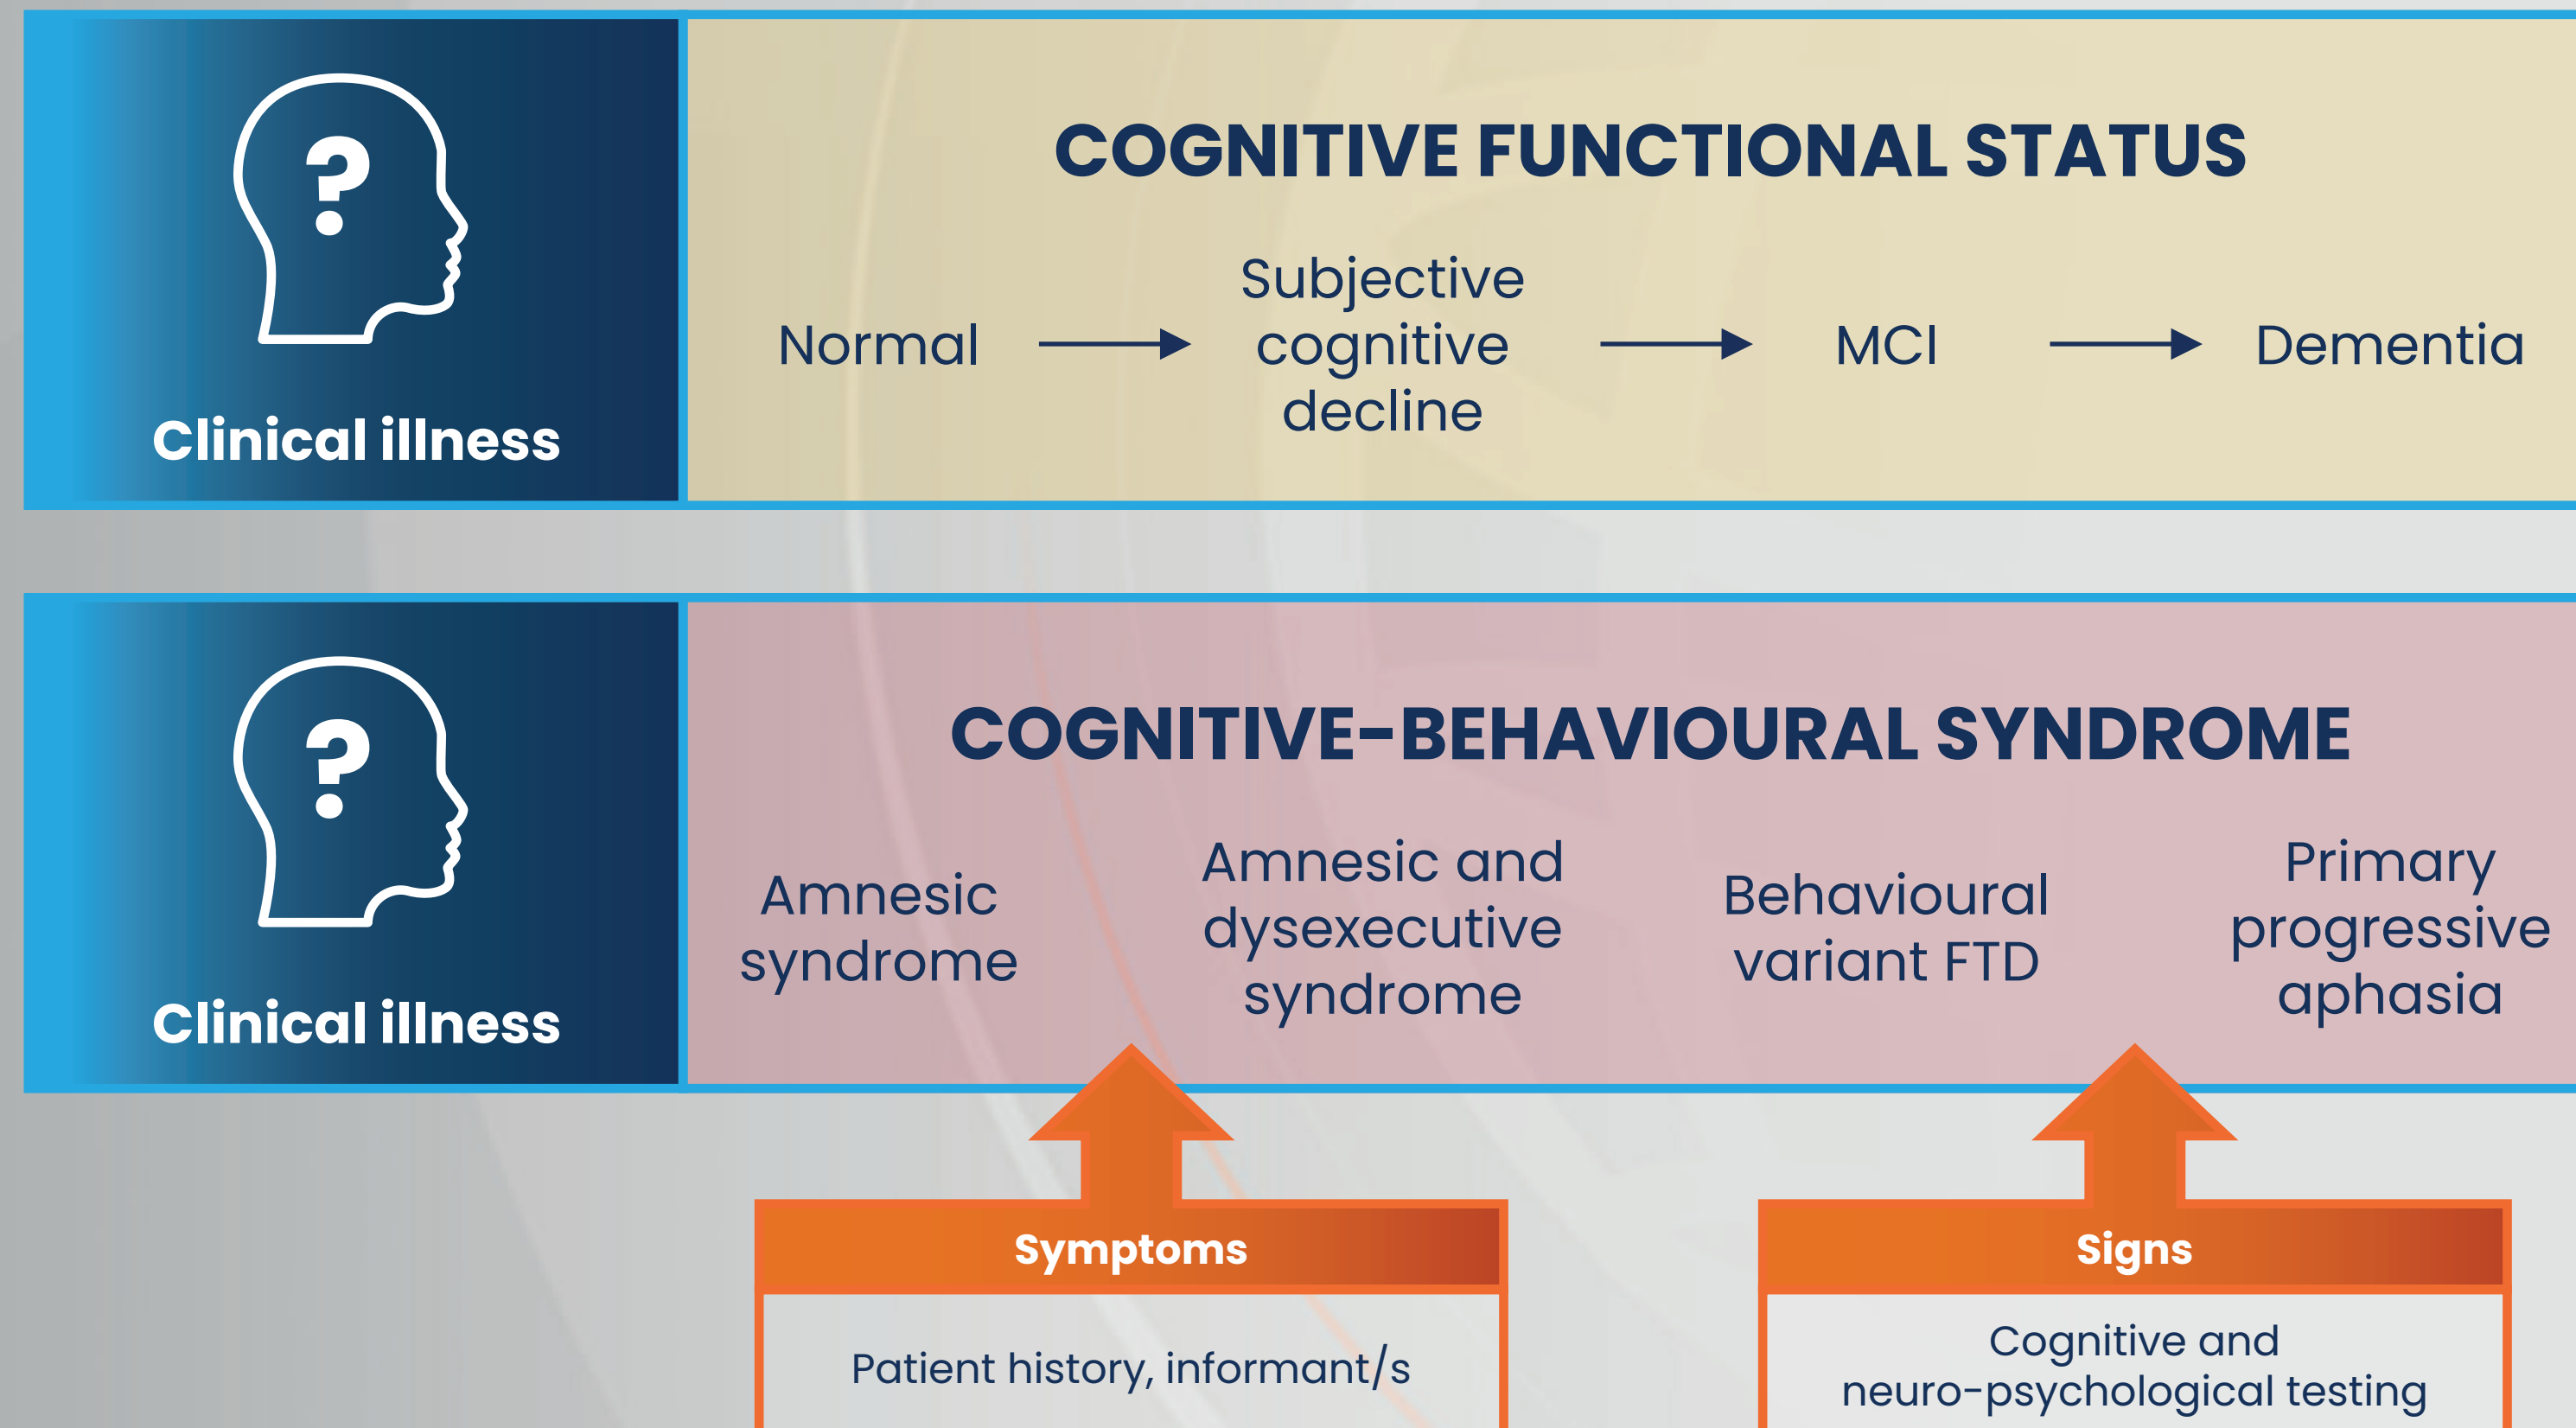 COGNITIVE FUNCTIONAL STATUS
?
Clinical illness
Normal
Subjective
cognitive
decline
MCI
Dementia
COGNITIVE-BEHAVIOURAL SYNDROME
?
Clinical illness
Amnesic
syndrome
Amnesic and
dysexecutive
syndrome
Behavioural
variant FTD
Primary
progressive
aphasia
Symptoms
Patient history, informant/s
Signs
Cognitive and
neuro-psychological testing